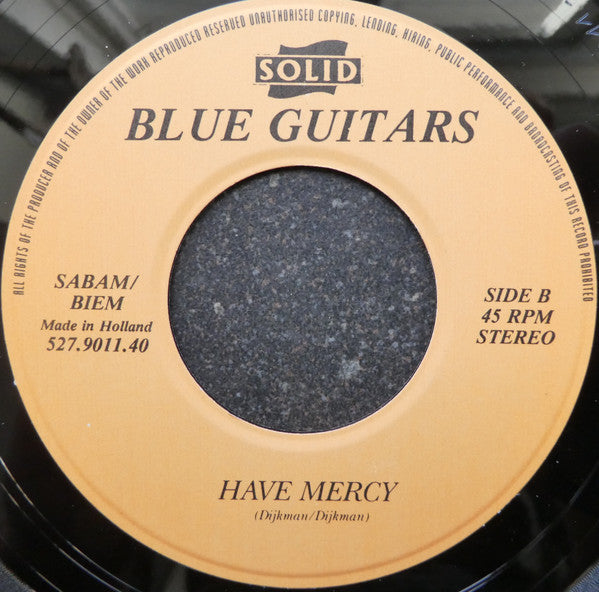 ALL RIGHTS OF THE PRODUCER AND OF THE OWNER OF THE WORK REPRODUCED RESERVED UNAUTHORISED COPYING, LENDING, HIRING, PUBLIC PERFORMANCE AND BROADCASTING OF THIS RECORD PROHIBITED
SOLID
BLUE GUITARS
SABAM/
BIEM
Made in Holland
527.9011.40
SIDE B
45 RPM
STEREO
HAVE MERCY
(Dijkman/Dijkman)